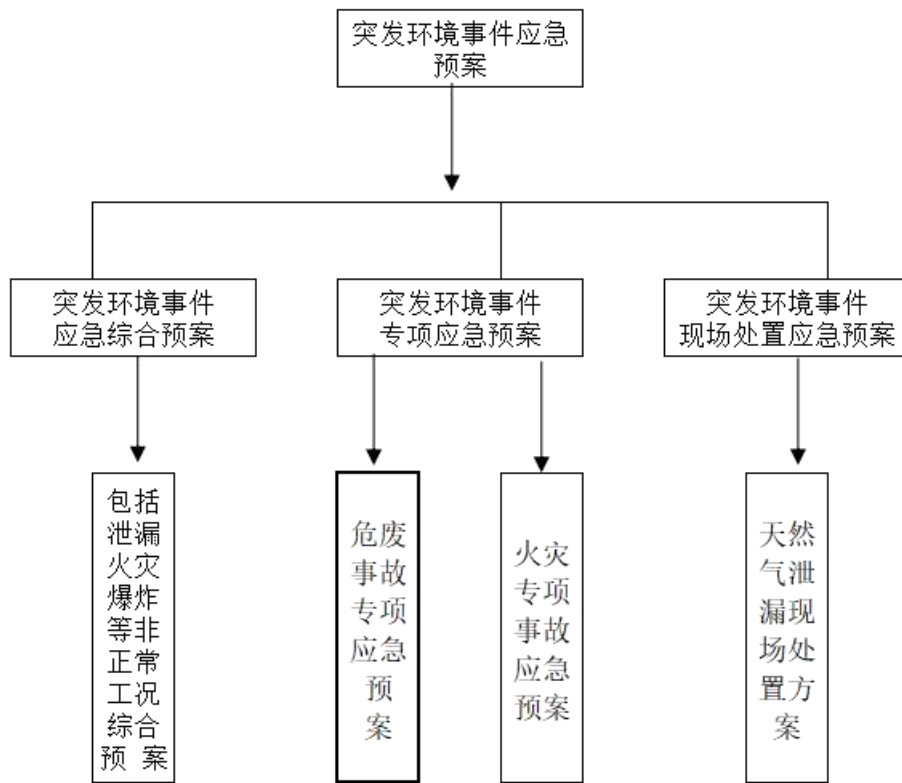 突发环境事件应急
预案
突发环境事件
应急综合预案
突发环境事件
专项应急预案
突发环境事件
现场处置应急预案
包括
泄漏
火灾
爆炸
等非
正常
工况
综合
预案
危废
事故
专项
应急
预
案
火灾
专项
事故
应急
预案
天然
气泄
漏现
场处
置方
案